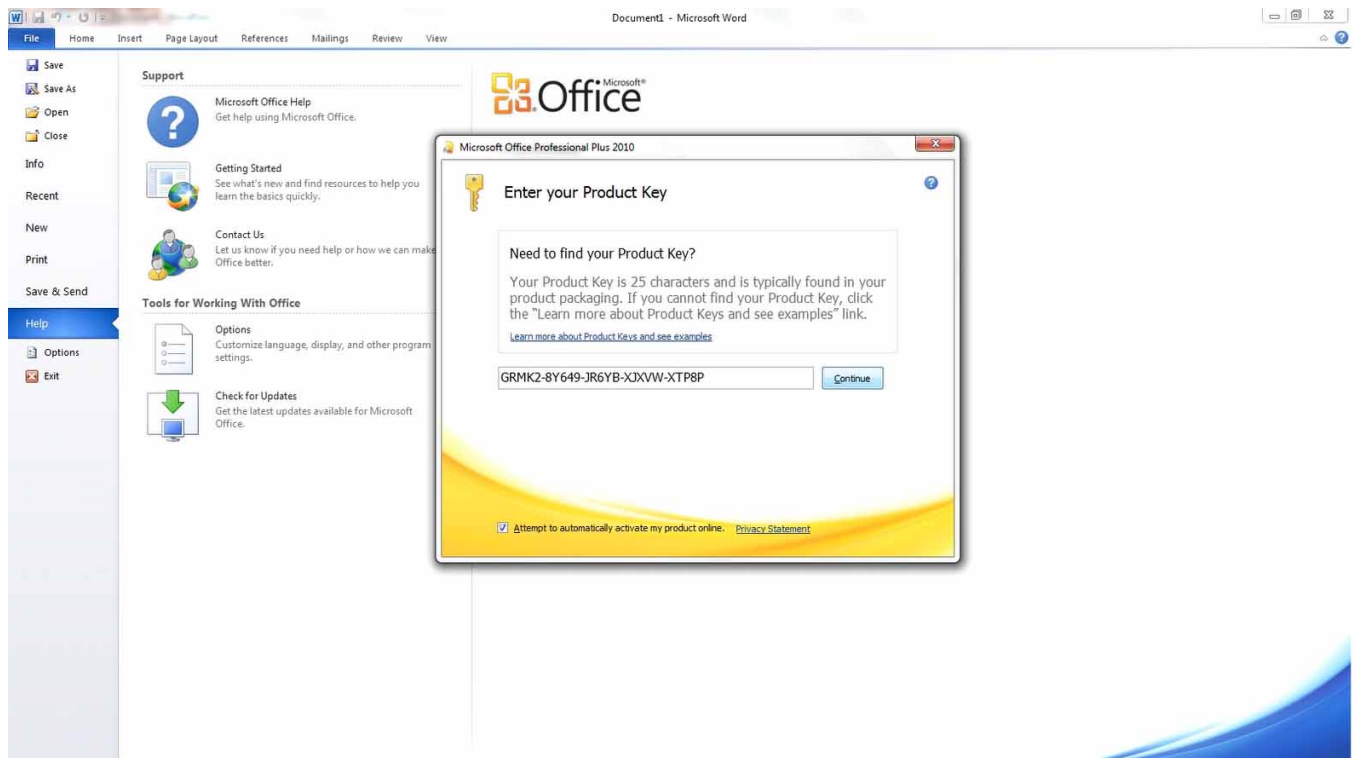 Document1 - Microsoft Word
File Home Insert Page Layout References Mailings Review View
Save
Save As
Open
Close
Info
Recent
New
Print
Save & Send
Help
Options
Exit
Support
Microsoft Office Help
Get help using Microsoft Office.
Getting Started
See what's new and find resources to help you
learn the basics quickly.
Contact Us
Let us know if you need help or how we can make
Office better.
Tools for Working With Office
Options
Customize language, display, and other program
settings.
Check for Updates
Get the latest updates available for Microsoft
Office.
Microsoft®
Office
Microsoft Office Professional Plus 2010
Enter your Product Key
Need to find your Product Key?
Your Product Key is 25 characters and is typically found in your
product packaging. If you cannot find your Product Key, click
the "Learn more about Product Keys and see examples" link.
Learn more about Product Keys and see examples
GRMK2-8Y649-JR6YB-XJXVW-XTP8P
Continue
Attempt to automatically activate my product online. Privacy Statement